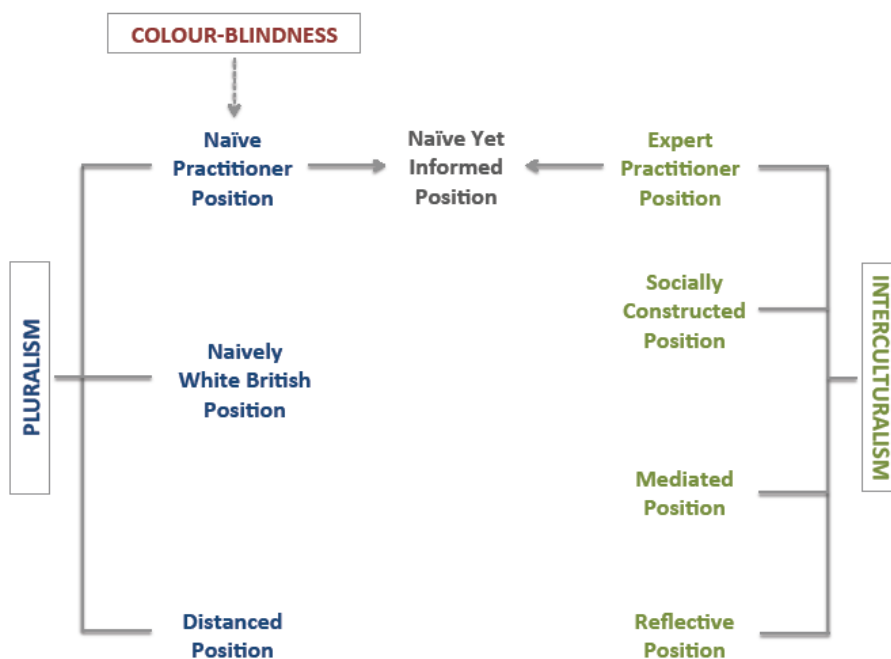 COLOUR-BLINDNESS
Naïve
Practitioner
Position
Naïve Yet
Informed
Position
Expert
Practitioner
Position
PLURALISM
Naively
White British
Position
Socially
Constructed
Position
INTERCULTURALISM
Mediated
Position
Distanced
Position
Reflective
Position